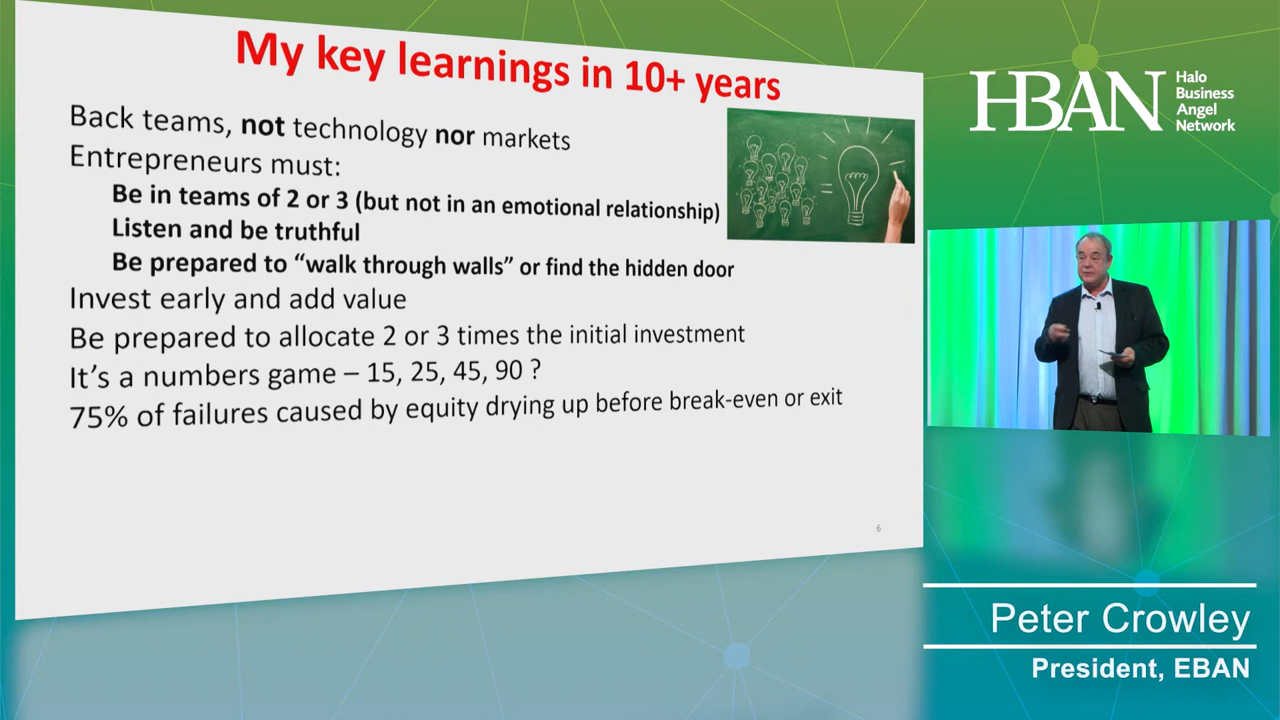 My key learnings in 10+ years
Back teams, not technology nor markets
Entrepreneurs must:
Be in teams of 2 or 3 (but not in an emotional relationship)
Listen and be truthful
Be prepared to “walk through walls” or find the hidden door
Invest early and add value
Be prepared to allocate 2 or 3 times the initial investment
It’s a numbers game – 15, 25, 45, 90 ?
75% of failures caused by equity drying up before break-even or exit
6
HBAN
Halo
Business
Angel
Network
Peter Crowley
President, EBAN